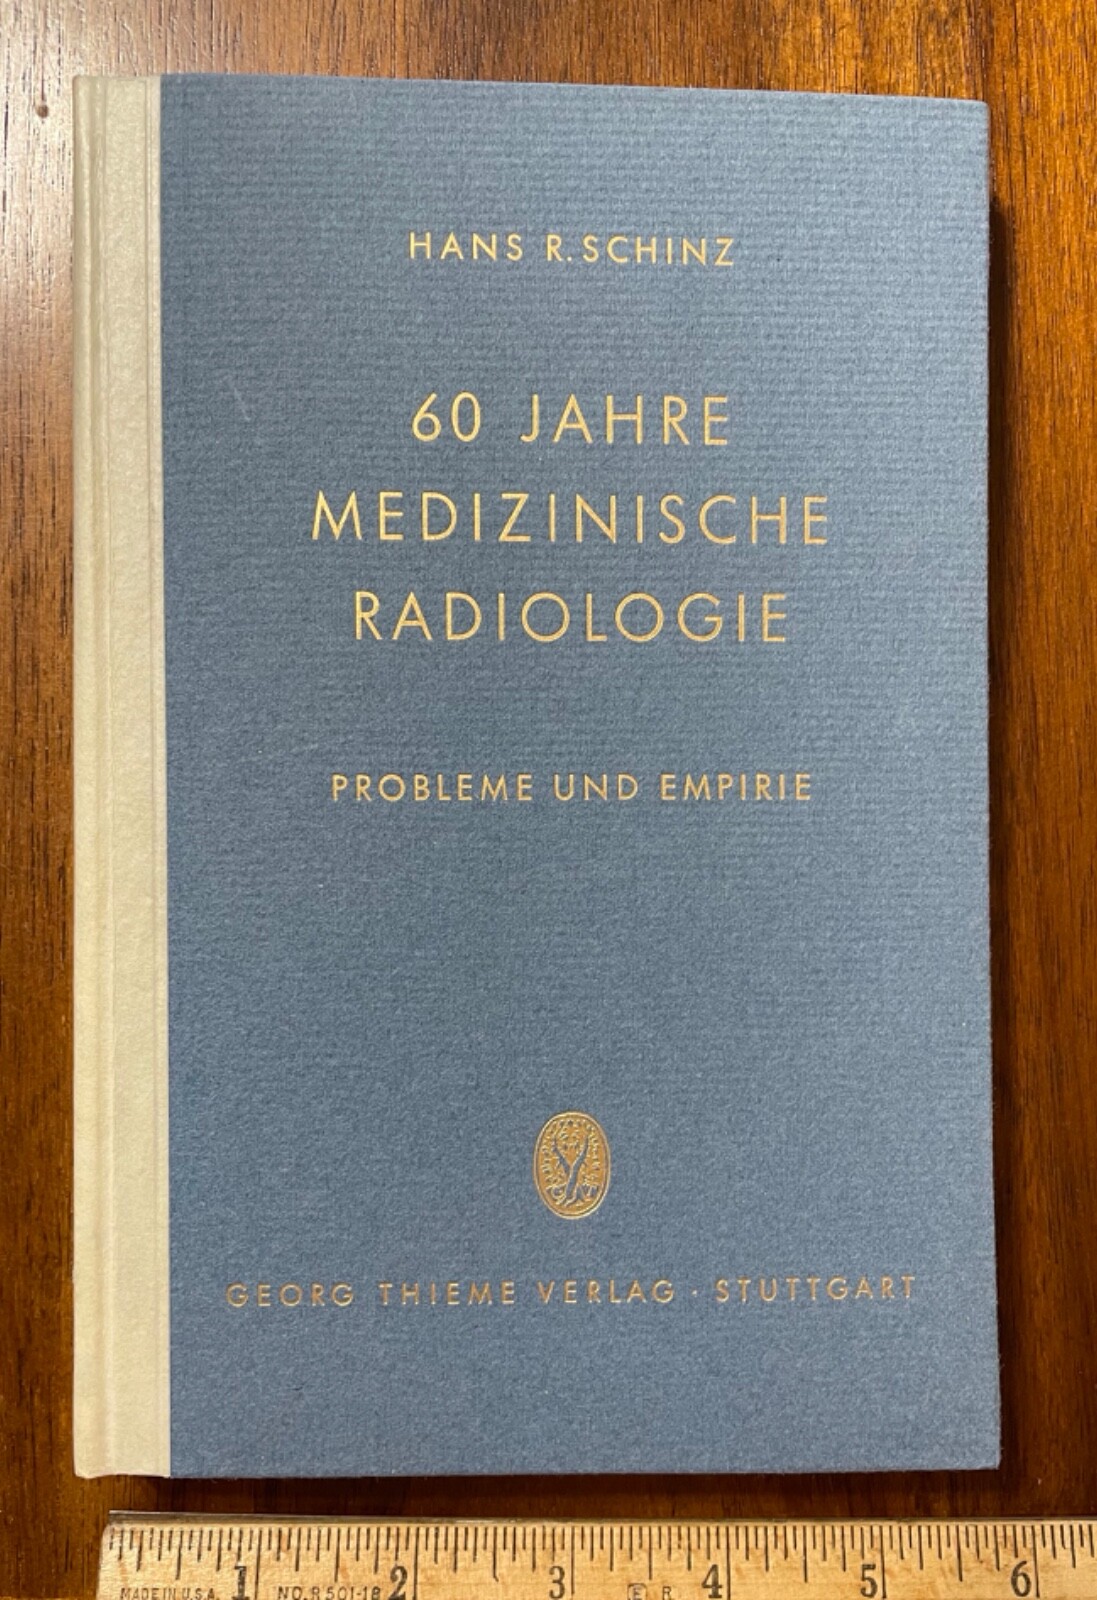 HANS R. SCHINZ
60 JAHRE
MEDIZINISCHE
RADIOLOGIE
PROBLEME UND EMPIRIE
GEORG THIEME VERLAG · STUTTGART
1 2 3 4 5 6
MADE IN U.S.A. NO. R501-18 E R.